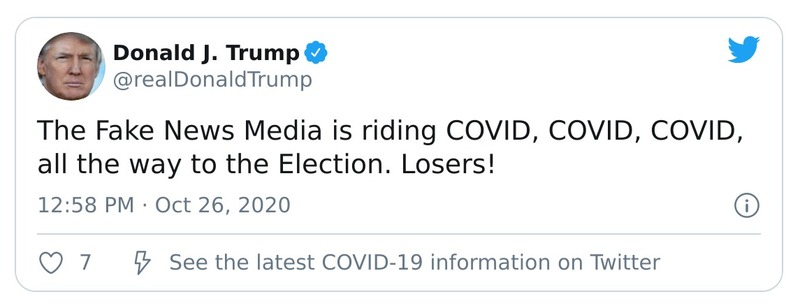 Donald J. Trump
@realDonaldTrump
The Fake News Media is riding COVID, COVID, COVID,
all the way to the Election. Losers!
12:58 PM · Oct 26, 2020
7 See the latest COVID-19 information on Twitter